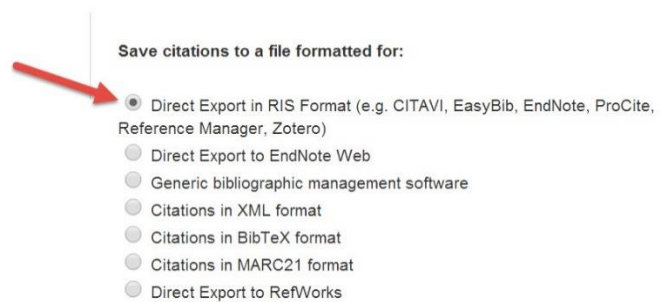 Save citations to a file formatted for:
Direct Export in RIS Format (e.g. CITAVI, EasyBib, EndNote, ProCite,
Reference Manager, Zotero)
Direct Export to EndNote Web
Generic bibliographic management software
Citations in XML format
Citations in BibTeX format
Citations in MARC21 format
Direct Export to RefWorks